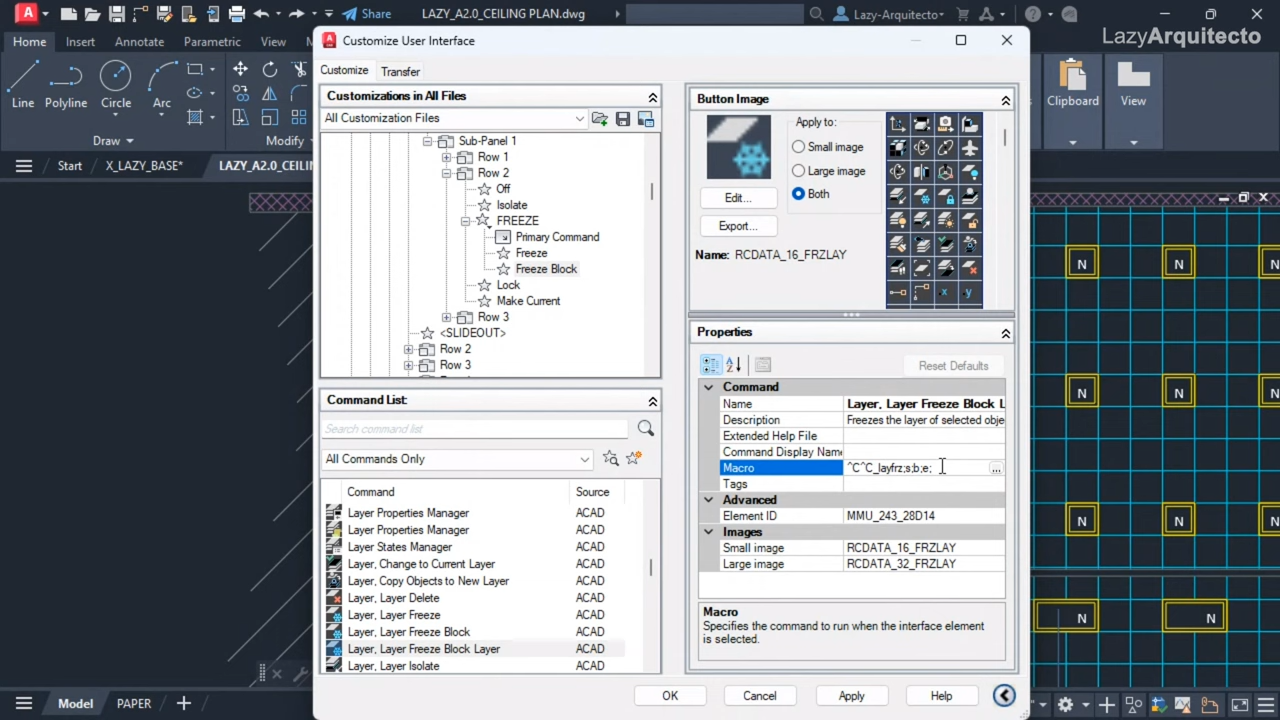 A
Share
LAZY_A2.0_CEILING PLAN.dwg
Lazy-Arquitecto
LazyArquitecto
Home
Insert
Annotate
Parametric
View
Line
Polyline
Circle
Arc
Draw
Modify
Clipboard
View
Start
X_LAZY_BASE*
LAZY_A2.0_CEILIN
Customize User Interface
Customize
Transfer
Customizations in All Files
All Customization Files
Sub-Panel 1
Row 1
Row 2
Off
Isolate
FREEZE
Primary Command
Freeze
Freeze Block
Lock
Make Current
Row 3
<SLIDEOUT>
Row 2
Row 3
Command List:
Search command list
All Commands Only
Command Source
Layer Properties Manager ACAD
Layer Properties Manager ACAD
Layer States Manager ACAD
Layer, Change to Current Layer ACAD
Layer, Copy Objects to New Layer ACAD
Layer, Layer Delete ACAD
Layer, Layer Freeze ACAD
Layer, Layer Freeze Block ACAD
Layer, Layer Freeze Block Layer ACAD
Layer, Layer Isolate ACAD
Button Image
Apply to:
Small image
Large image
Both
Edit...
Export...
Name: RCDATA_16_FRZLAY
Properties
Reset Defaults
Command
Name Layer, Layer Freeze Block L
Description Freezes the layer of selected obje
Extended Help File
Command Display Name
Macro ^C^C_layfrz;s;b;e; ...
Tags
Advanced
Element ID MMU_243_28D14
Images
Small image RCDATA_16_FRZLAY
Large image RCDATA_32_FRZLAY
Macro
Specifies the command to run when the interface element
is selected.
OK
Cancel
Apply
Help
N N N
N N N
N N N
N N
Model
PAPER